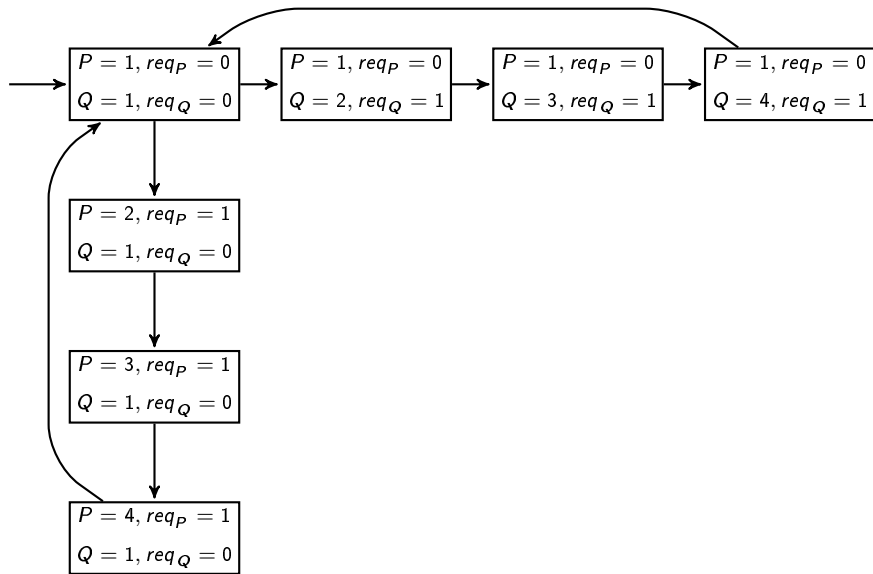 P = 1, req_P = 0
Q = 1, req_Q = 0
P = 1, req_P = 0
Q = 2, req_Q = 1
P = 1, req_P = 0
Q = 3, req_Q = 1
P = 1, req_P = 0
Q = 4, req_Q = 1
P = 2, req_P = 1
Q = 1, req_Q = 0
P = 3, req_P = 1
Q = 1, req_Q = 0
P = 4, req_P = 1
Q = 1, req_Q = 0